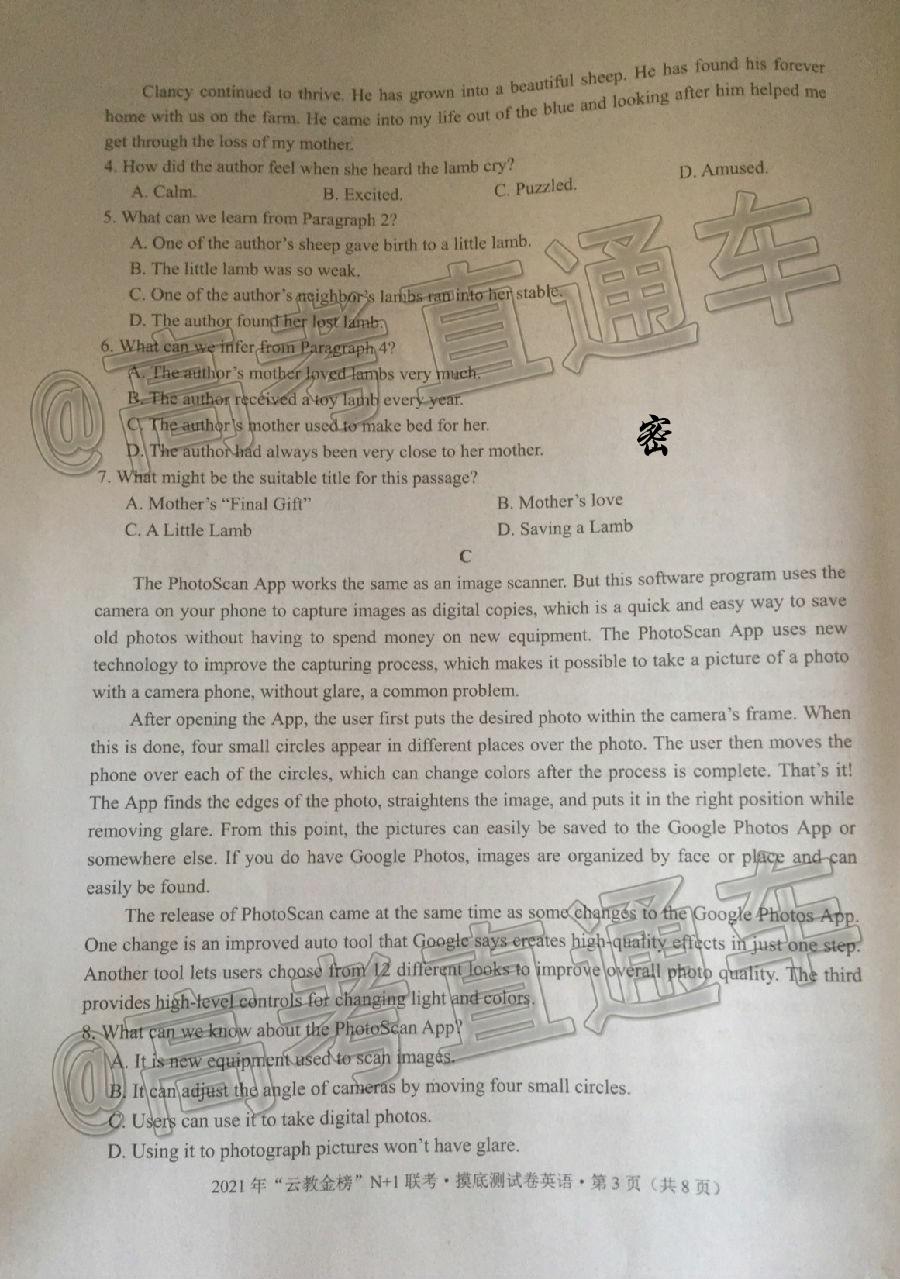 Clancy continued to thrive. He has grown into a beautiful sheep. He has found his forever
home with us on the farm. He came into my life out of the blue and looking after him helped me
get through the loss of my mother.
4. How did the author feel when she heard the lamb cry?
A. Calm. B. Excited. C. Puzzled. D. Amused.
5. What can we learn from Paragraph 2?
A. One of the author's sheep gave birth to a little lamb.
B. The little lamb was so weak.
C. One of the author's neighbor's lambs ran into her stable.
D. The author found her lost lamb.
6. What can we infer from Paragraph 4?
A. The author's mother loved lambs very much.
B. The author received a toy lamb every year.
C. The author's mother used to make bed for her.
D. The author had always been very close to her mother.
@高考直通车
密
7. What might be the suitable title for this passage?
A. Mother's “Final Gift” B. Mother's love
C. A Little Lamb D. Saving a Lamb
C
The PhotoScan App works the same as an image scanner. But this software program uses the
camera on your phone to capture images as digital copies, which is a quick and easy way to save
old photos without having to spend money on new equipment. The PhotoScan App uses new
technology to improve the capturing process, which makes it possible to take a picture of a photo
with a camera phone, without glare, a common problem.
After opening the App, the user first puts the desired photo within the camera's frame. When
this is done, four small circles appear in different places over the photo. The user then moves the
phone over each of the circles, which can change colors after the process is complete. That's it!
The App finds the edges of the photo, straightens the image, and puts it in the right position while
removing glare. From this point, the pictures can easily be saved to the Google Photos App or
somewhere else. If you do have Google Photos, images are organized by face or place and can
easily be found.
The release of PhotoScan came at the same time as some changes to the Google Photos App.
One change is an improved auto tool that Google says creates high-quality effects in just one step.
Another tool lets users choose from 12 different looks to improve overall photo quality. The third
provides high-level controls for changing light and colors.
8. What can we know about the PhotoScan App?
A. It is new equipment used to scan images.
B. It can adjust the angle of cameras by moving four small circles.
C. Users can use it to take digital photos.
D. Using it to photograph pictures won't have glare.
@高考直通车
2021年“云教金榜”N+1联考·摸底测试卷英语·第3页（共8页）